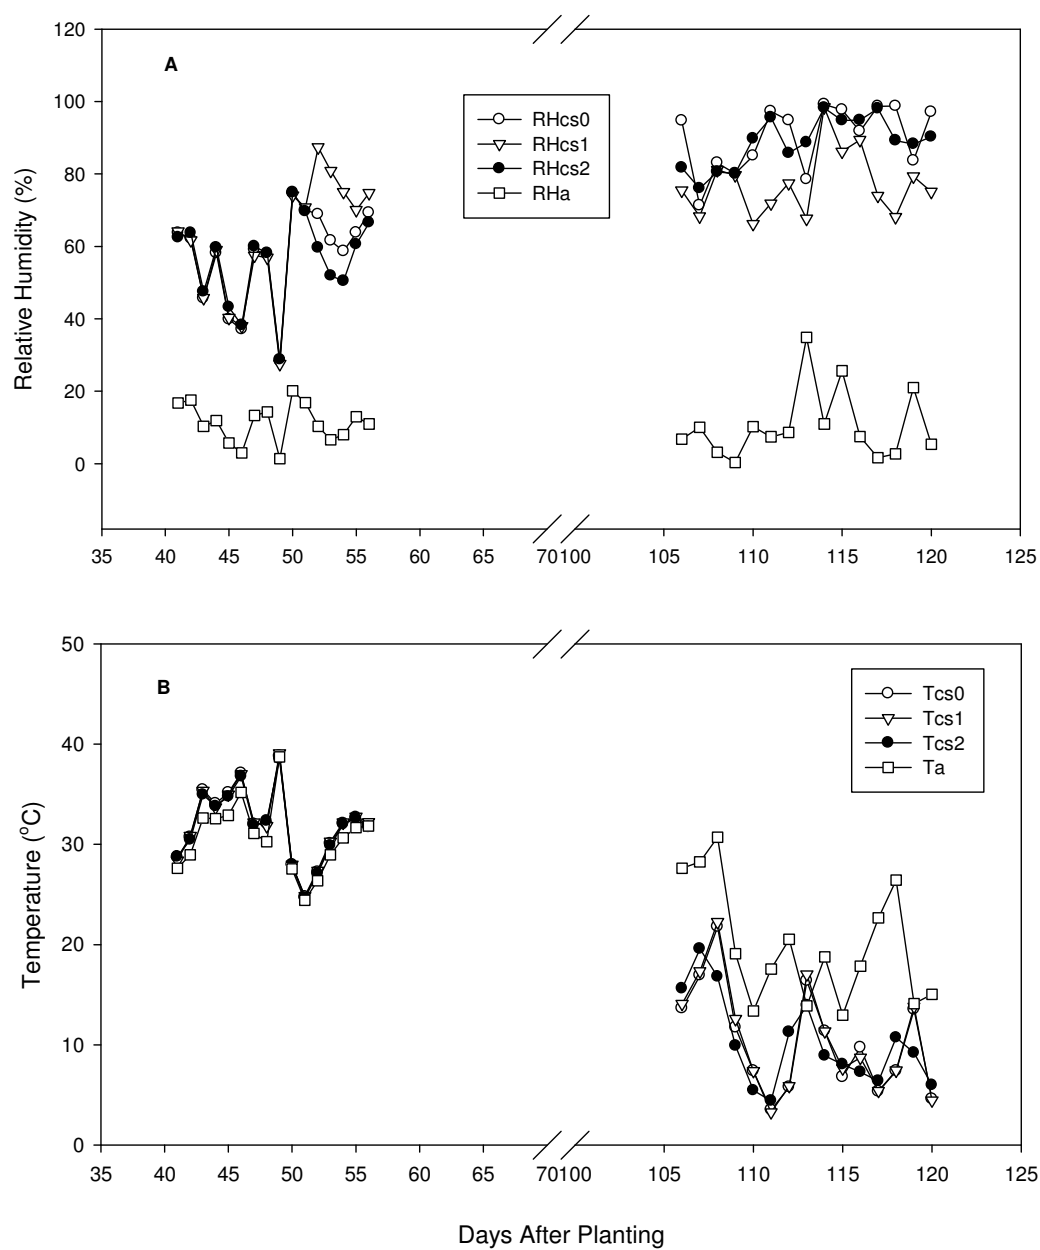 120
A
100
RHcs0
RHcs1
RHcs2
RHa
80
60
40
20
0
Relative Humidity (%)
35 40 45 50 55 60 65 70100 105 110 115 120 125
50
B
Tcs0
Tcs1
Tcs2
Ta
40
30
20
10
0
Temperature (oC)
35 40 45 50 55 60 65 70100 105 110 115 120 125
Days After Planting